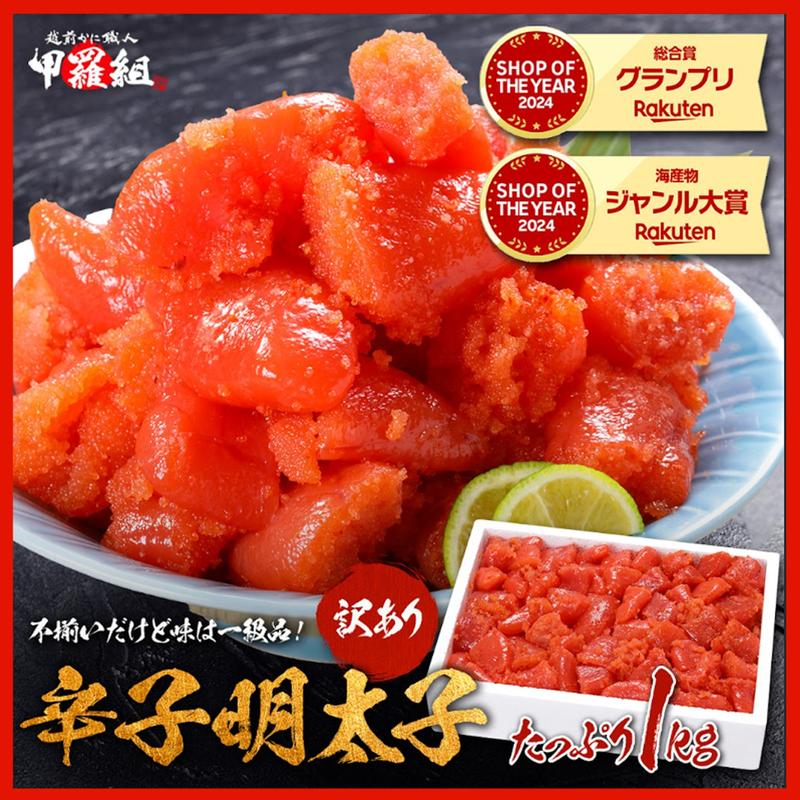 越前かに職人
甲羅組
SHOP OF
THE YEAR
2024
総合賞
グランプリ
Rakuten
SHOP OF
THE YEAR
2024
海産物
ジャンル大賞
Rakuten
不揃いだけど味は一級品!
訳あり
辛子明太子
たっぷり1kg